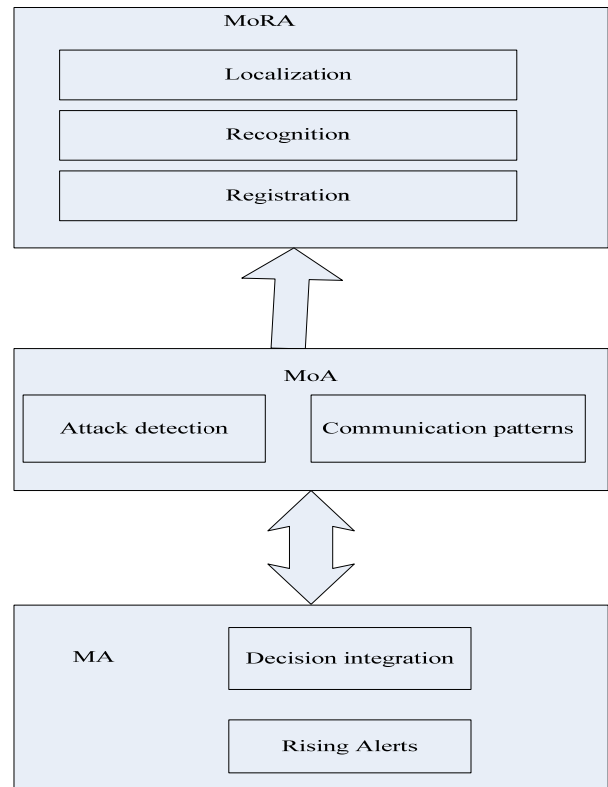 MoRA
Localization
Recognition
Registration
MoA
Attack detection
Communication patterns
MA
Decision integration
Rising Alerts